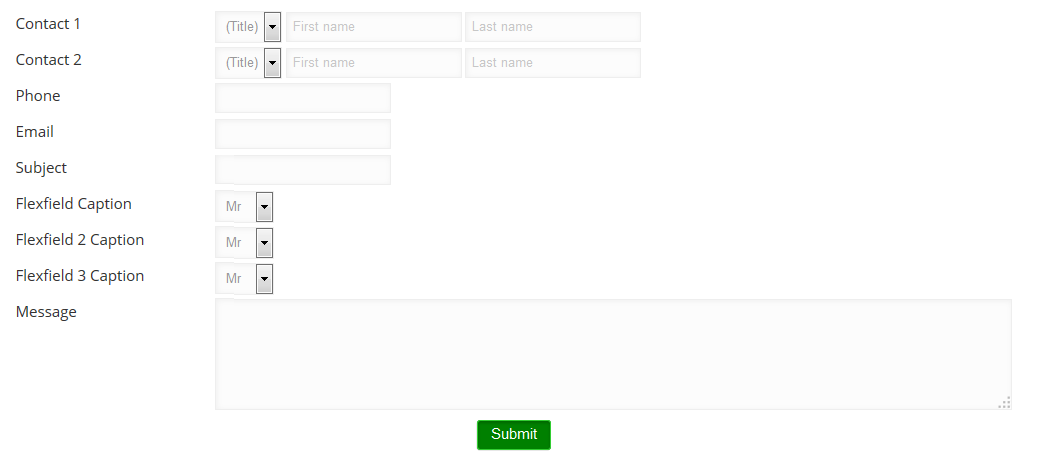 Contact 1 (Title) First name Last name
Contact 2 (Title) First name Last name
Phone
Email
Subject
Flexfield Caption Mr
Flexfield 2 Caption Mr
Flexfield 3 Caption Mr
Message
Submit